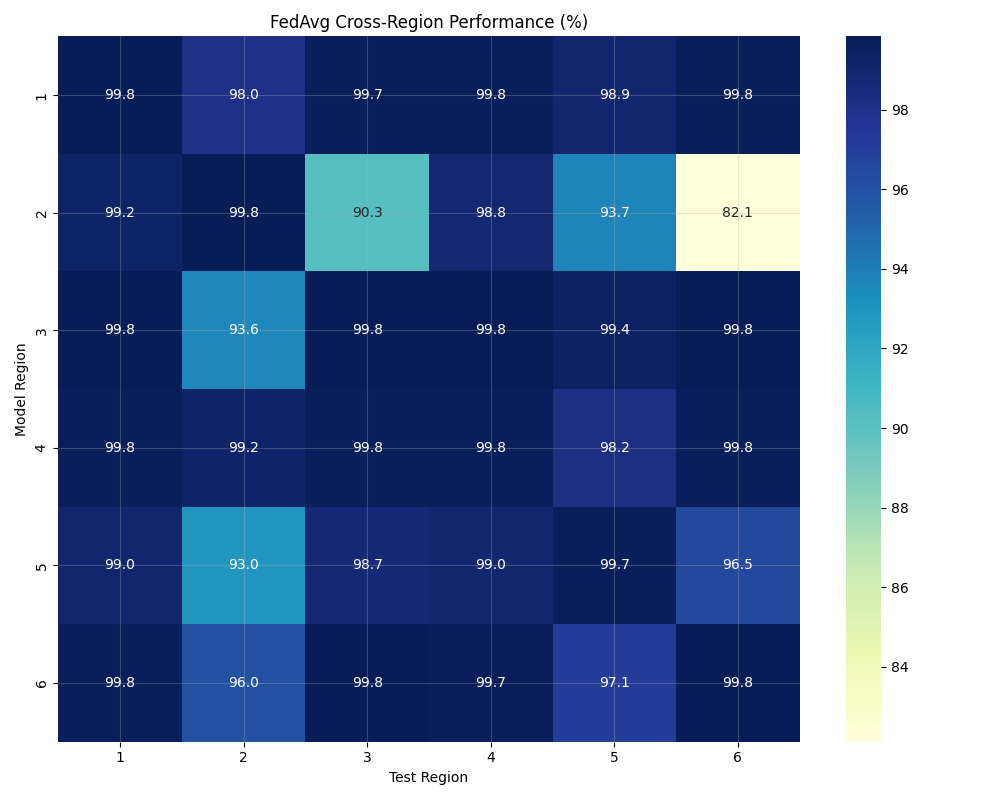 FedAvg Cross-Region Performance (%)
1 99.8 98.0 99.7 99.8 98.9 99.8
2 99.2 99.8 90.3 98.8 93.7 82.1
3 99.8 93.6 99.8 99.8 99.4 99.8
4 99.8 99.2 99.8 99.8 98.2 99.8
5 99.0 93.0 98.7 99.0 99.7 96.5
6 99.8 96.0 99.8 99.7 97.1 99.8
1 2 3 4 5 6
Model Region
Test Region
98
96
94
92
90
88
86
84